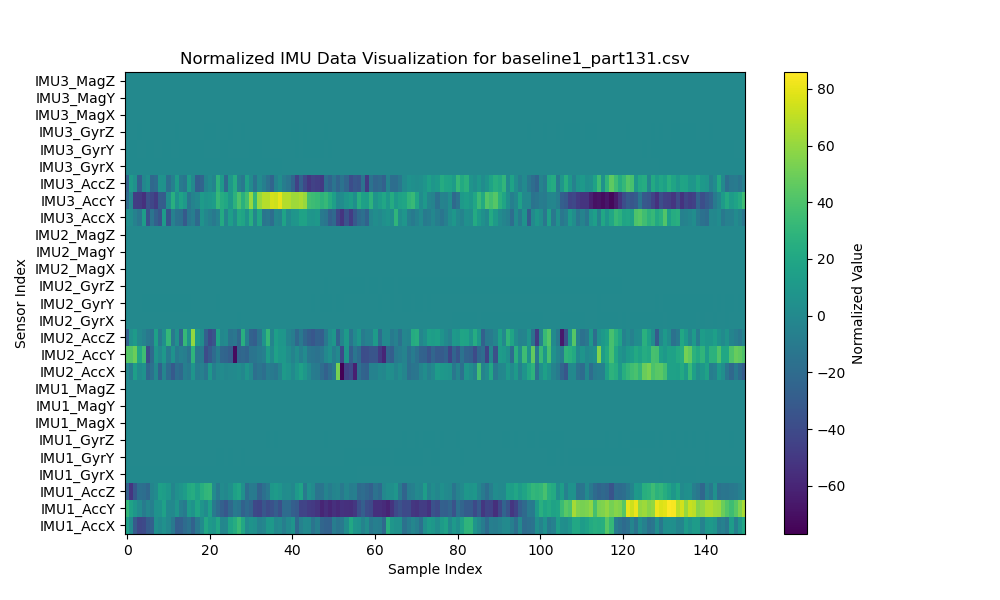 Normalized IMU Data Visualization for baseline1_part131.csv
Sensor Index
IMU3_MagZ
IMU3_MagY
IMU3_MagX
IMU3_GyrZ
IMU3_GyrY
IMU3_GyrX
IMU3_AccZ
IMU3_AccY
IMU3_AccX
IMU2_MagZ
IMU2_MagY
IMU2_MagX
IMU2_GyrZ
IMU2_GyrY
IMU2_GyrX
IMU2_AccZ
IMU2_AccY
IMU2_AccX
IMU1_MagZ
IMU1_MagY
IMU1_MagX
IMU1_GyrZ
IMU1_GyrY
IMU1_GyrX
IMU1_AccZ
IMU1_AccY
IMU1_AccX
0 20 40 60 80 100 120 140
Sample Index
80
60
40
20
0
−20
−40
−60
Normalized Value